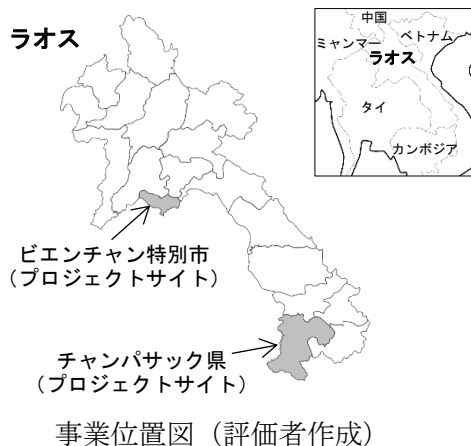 ラオス
中国
ミャンマー
ベトナム
ラオス
タイ
カンボジア
ビエンチャン特別市
（プロジェクトサイト）
チャンパサック県
（プロジェクトサイト）
事業位置図（評価者作成）